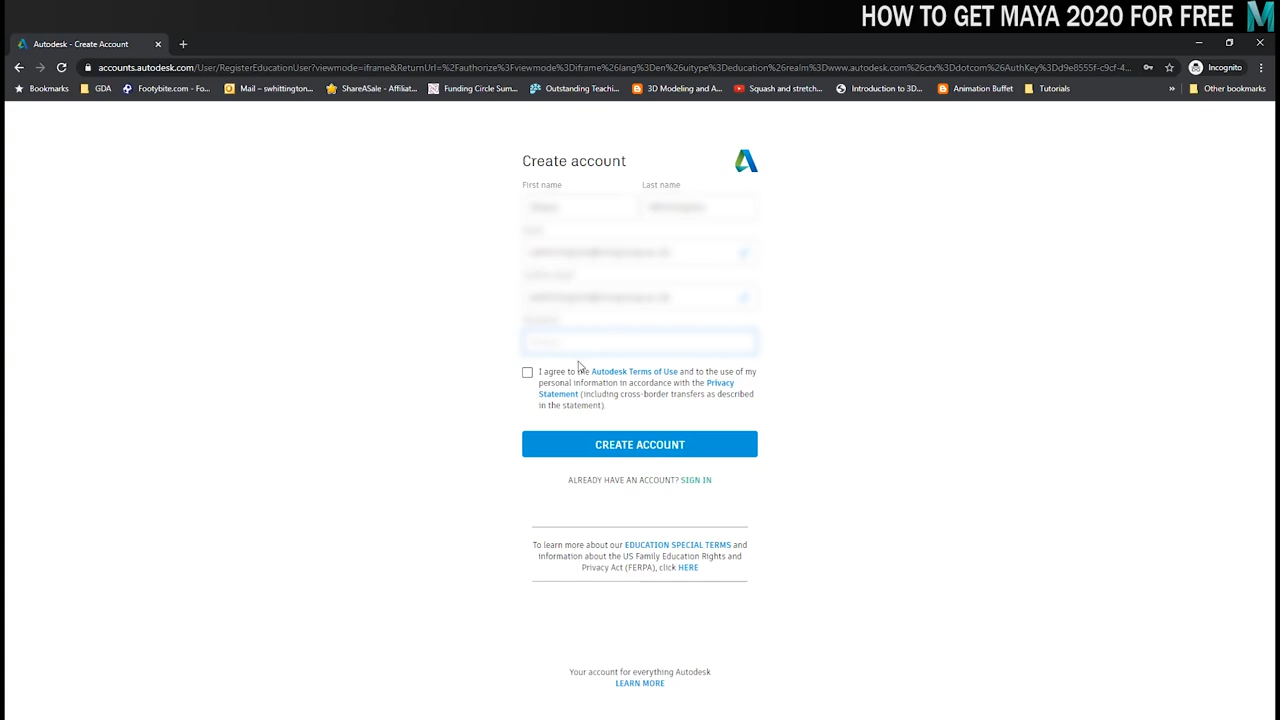 HOW TO GET MAYA 2020 FOR FREE
Autodesk - Create Account
accounts.autodesk.com/User/RegisterEducationUser?viewmode=iframe&ReturnUrl=%2Fauthorize%3Fviewmode%3Diframe%26lang%3Den%26uitype%3Deducation%26realm%3Dwww.autodesk.com%26ctx%3Ddotcom%26AuthKey%3Dd9e8555f-c9cf-4...
Incognito
Bookmarks GDA Footybite.com - Fo... Mail – swhittington... ShareASale - Affiliat... Funding Circle Sum... Outstanding Teachi... 3D Modeling and A... Squash and stretch... Introduction to 3D... Animation Buffet Tutorials » Other bookmarks
Create account
First name Last name
I agree to the Autodesk Terms of Use and to the use of my
personal information in accordance with the Privacy
Statement (including cross-border transfers as described
in the statement).
CREATE ACCOUNT
ALREADY HAVE AN ACCOUNT? SIGN IN
To learn more about our EDUCATION SPECIAL TERMS and
information about the US Family Education Rights and
Privacy Act (FERPA), click HERE
Your account for everything Autodesk
LEARN MORE